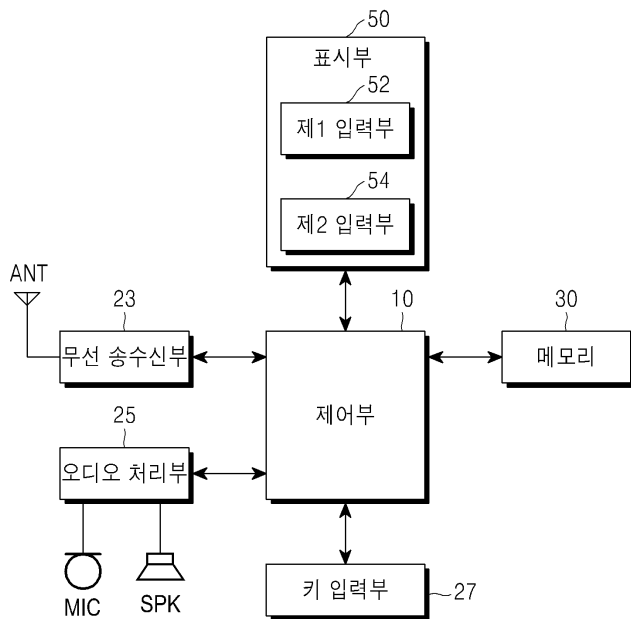 50
표시부
52
제1 입력부
54
제2 입력부
ANT
23
10
30
무선 송수신부
제어부
메모리
25
오디오 처리부
MIC
SPK
키 입력부
27